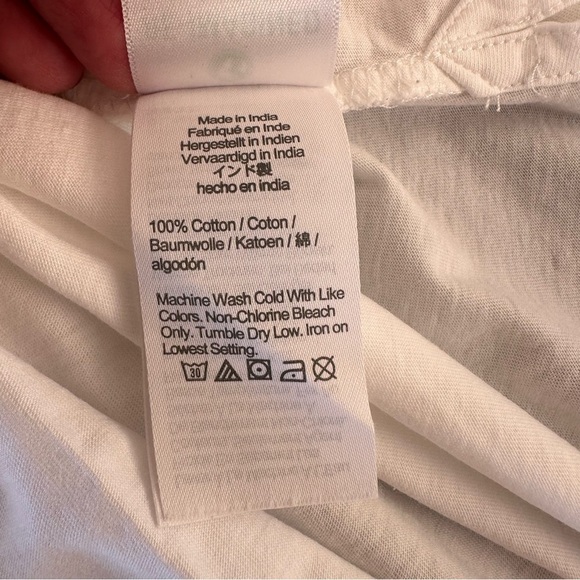 Made in India
Fabriqué en Inde
Hergestellt in Indien
Vervaardigd in India
インド製
hecho en india
100% Cotton / Coton /
Baumwolle / Katoen / 綿 /
algodón
Machine Wash Cold With Like
Colors. Non-Chlorine Bleach
Only. Tumble Dry Low. Iron on
Lowest Setting.
30